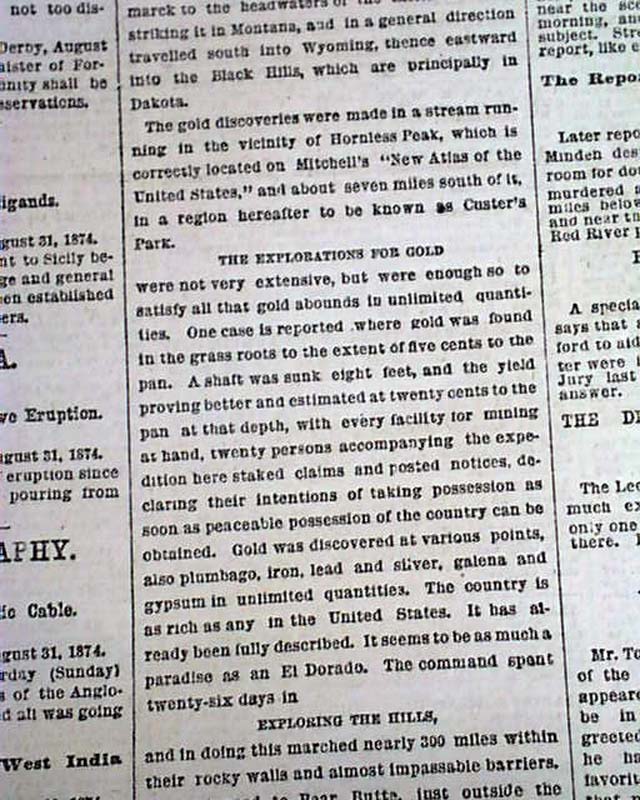 not too dis-
Derby, August
nister of For-
unity shall be
servations.
igands.
gust 31, 1874.
nt to Sicily be-
ge and general
en established
ers.
A.
ve Eruption.
gust 31, 1874.
eruption since
pouring from
APHY.
ic Cable.
gust 31, 1874.
rday (Sunday)
s of the Anglo-
d all was going
West India
marck to the headwaters of the
striking it in Montana, and in a general direction
travelled south into Wyoming, thence eastward
into the Black Hills, which are principally in
Dakota.
The gold discoveries were made in a stream run-
ning in the vicinity of Hornless Peak, which is
correctly located on Mitchell's "New Atlas of the
United States," and about seven miles south of it,
in a region hereafter to be known as Custer's
Park.
THE EXPLORATIONS FOR GOLD
were not very extensive, but were enough so to
satisfy all that gold abounds in unlimited quanti-
ties. One case is reported where gold was found
in the grass roots to the extent of five cents to the
pan. A shaft was sunk eight feet, and the yield
proving better and estimated at twenty cents to the
pan at that depth, with every facility for mining
at hand, twenty persons accompanying the expe-
dition here staked claims and posted notices, de-
claring their intentions of taking possession as
soon as peaceable possession of the country can be
obtained. Gold was discovered at various points,
also plumbago, iron, lead and silver, galena and
gypsum in unlimited quantities. The country is
as rich as any in the United States. It has al-
ready been fully described. It seems to be as much a
paradise as an El Dorado. The command spent
twenty-six days in
EXPLORING THE HILLS,
and in doing this marched nearly 300 miles within
their rocky walls and almost impassable barriers.
to Bear Butte, just outside the
near the
morning, an
subject. Str
report, like
The Repo
Later repo
Minden des
room for do
murdered
miles below
and near t
Red River
A specia
says that
ford to aid
ter were
Jury last
answer.
THE D
The Le
much ex
only one
there.
Mr. To
of the
appeare
be in
greeted
he ha
favorit